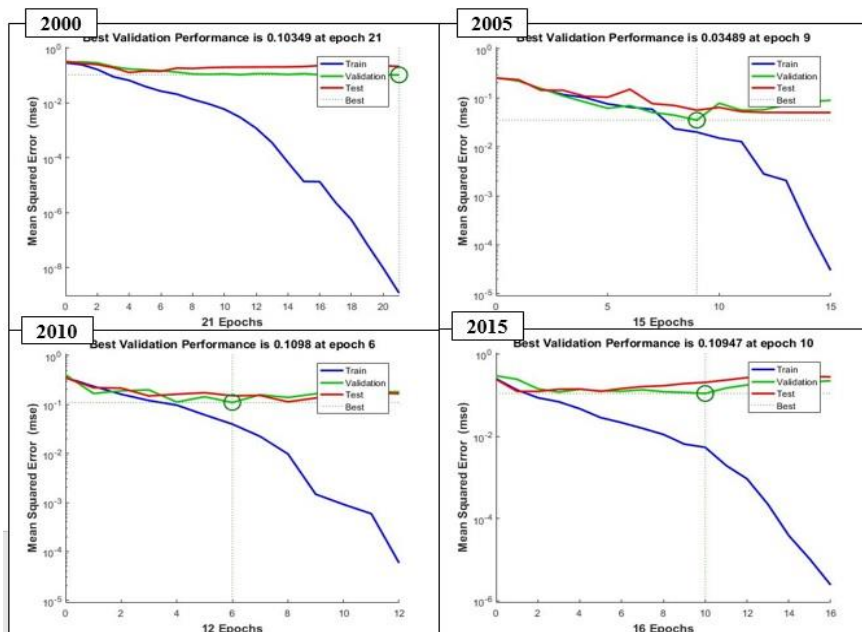 2000
Best Validation Performance is 0.10349 at epoch 21
Mean Squared Error (mse)
10^0
10^-2
10^-4
10^-6
10^-8
Train
Validation
Test
Best
0 2 4 6 8 10 12 14 16 18 20
21 Epochs
2005
Best Validation Performance is 0.03489 at epoch 9
Mean Squared Error (mse)
10^0
10^-1
10^-2
10^-3
10^-4
10^-5
Train
Validation
Test
Best
0 5 10 15
15 Epochs
2010
Best Validation Performance is 0.1098 at epoch 6
Mean Squared Error (mse)
10^0
10^-1
10^-2
10^-3
10^-4
10^-5
Train
Validation
Test
Best
0 2 4 6 8 10 12
12 Epochs
2015
Best Validation Performance is 0.10947 at epoch 10
Mean Squared Error (mse)
10^0
10^-2
10^-4
10^-6
Train
Validation
Test
Best
0 2 4 6 8 10 12 14 16
16 Epochs